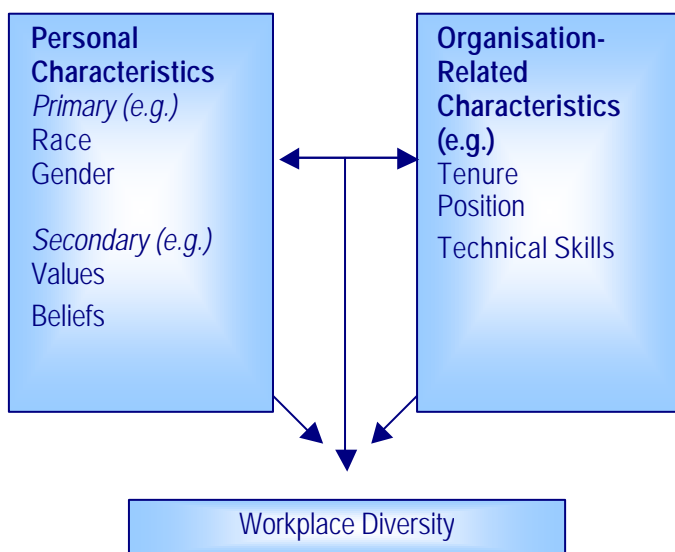 Personal
Characteristics
Primary (e.g.)
Race
Gender
Secondary (e.g.)
Values
Beliefs
Organisation-
Related
Characteristics
(e.g.)
Tenure
Position
Technical Skills
Workplace Diversity